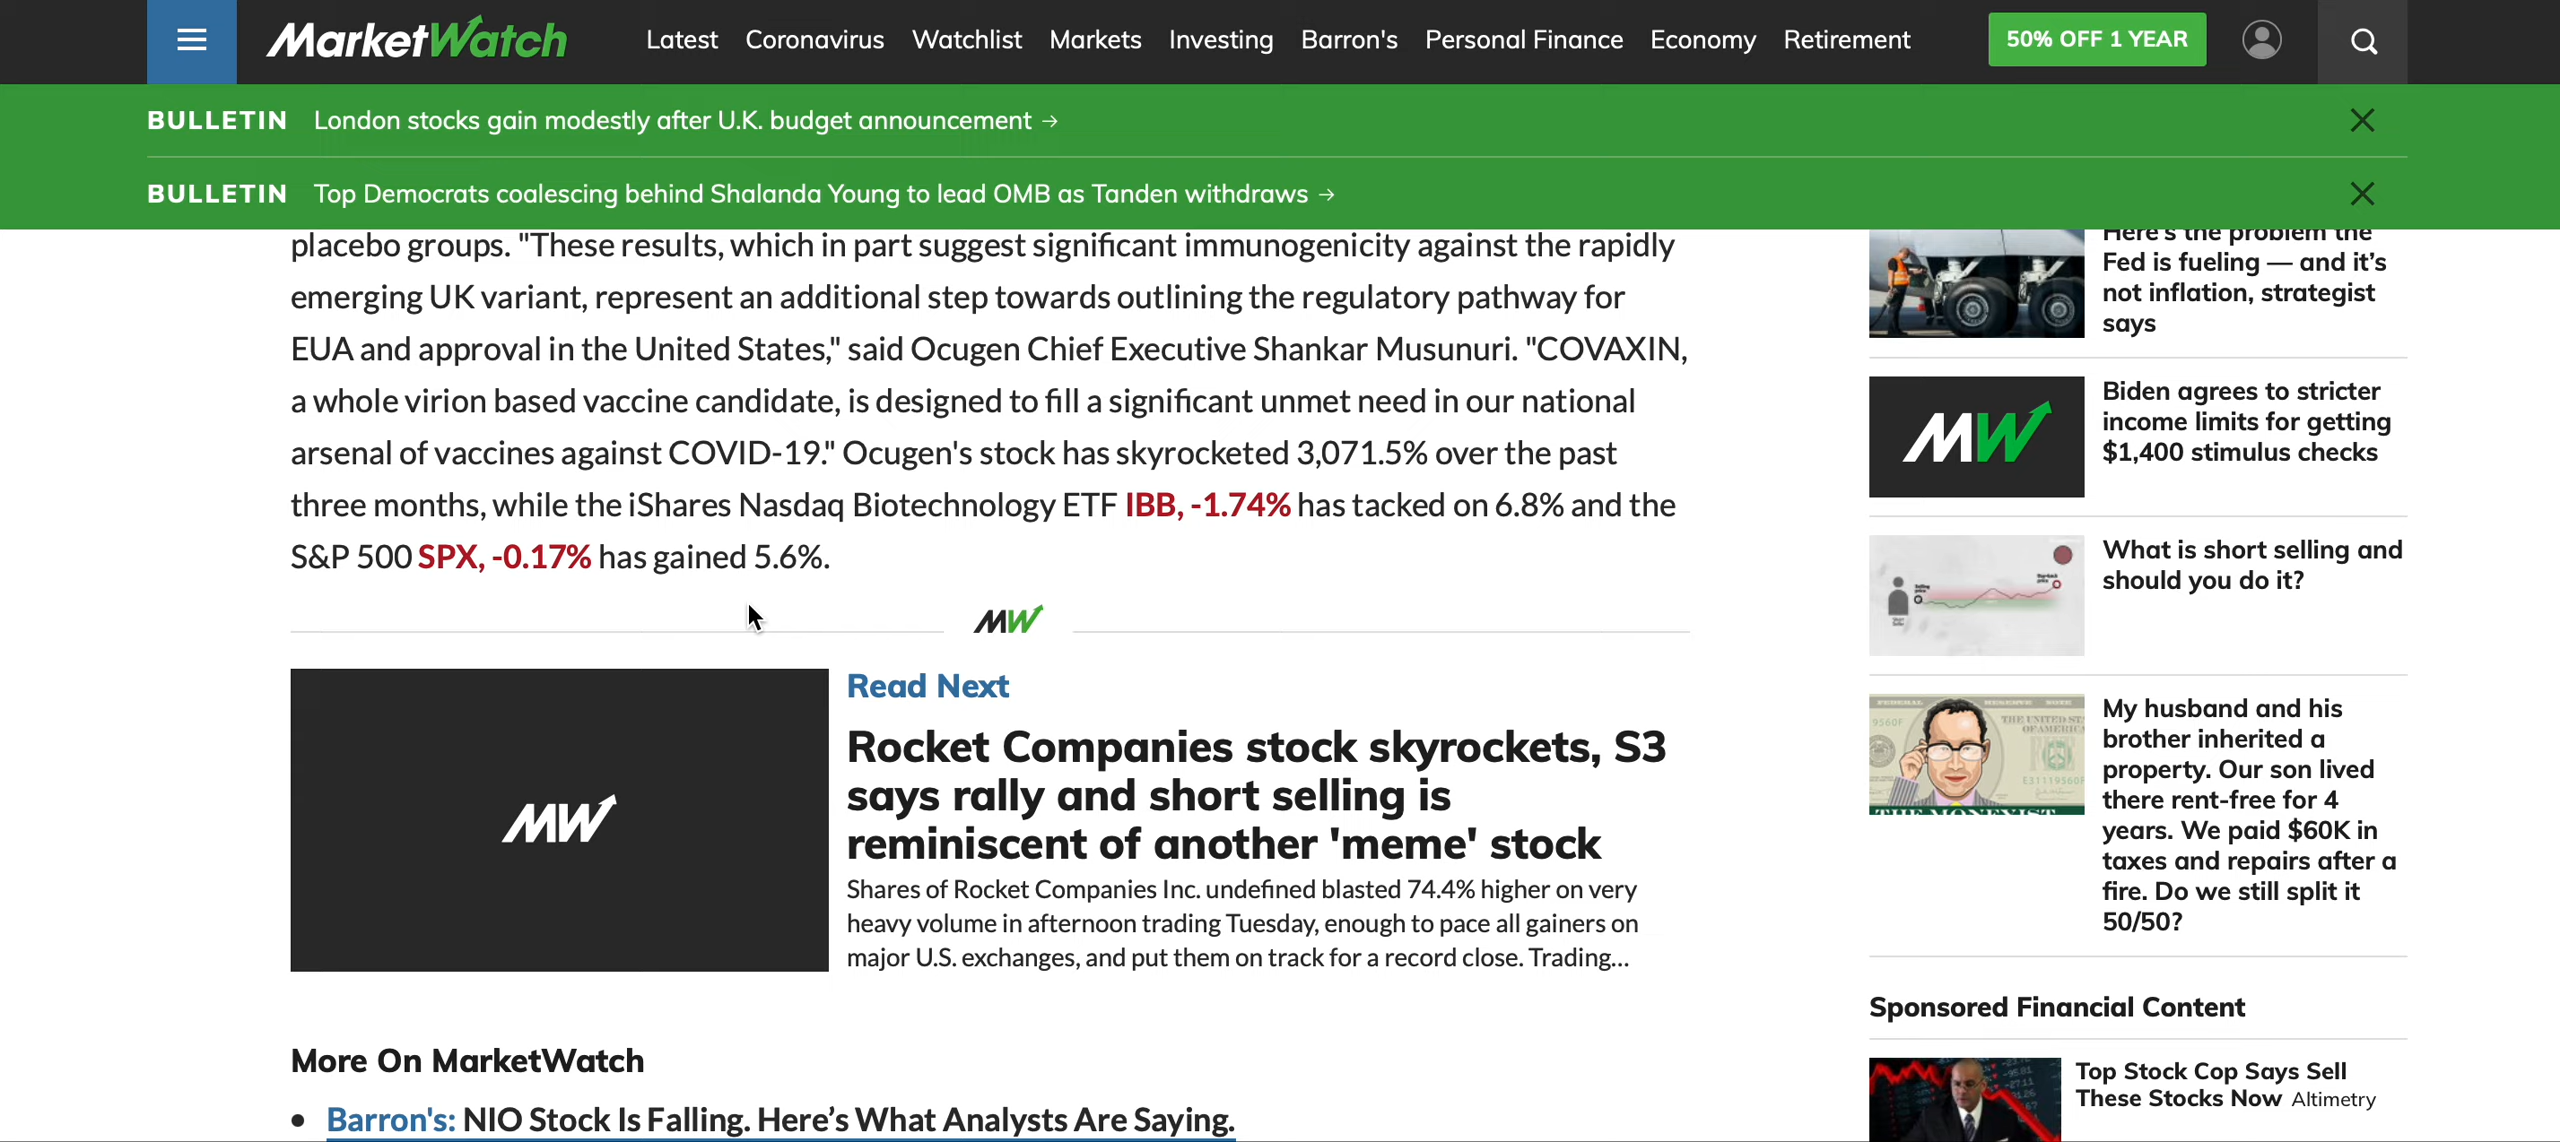 MarketWatch
Latest Coronavirus Watchlist Markets Investing Barron's Personal Finance Economy Retirement
50% OFF 1 YEAR
BULLETIN London stocks gain modestly after U.K. budget announcement →
BULLETIN Top Democrats coalescing behind Shalanda Young to lead OMB as Tanden withdraws →
placebo groups. "These results, which in part suggest significant immunogenicity against the rapidly
emerging UK variant, represent an additional step towards outlining the regulatory pathway for
EUA and approval in the United States," said Ocugen Chief Executive Shankar Musunuri. "COVAXIN,
a whole virion based vaccine candidate, is designed to fill a significant unmet need in our national
arsenal of vaccines against COVID-19." Ocugen's stock has skyrocketed 3,071.5% over the past
three months, while the iShares Nasdaq Biotechnology ETF IBB, -1.74% has tacked on 6.8% and the
S&P 500 SPX, -0.17% has gained 5.6%.
MW
MW
Read Next
Rocket Companies stock skyrockets, S3
says rally and short selling is
reminiscent of another 'meme' stock
Shares of Rocket Companies Inc. undefined blasted 74.4% higher on very
heavy volume in afternoon trading Tuesday, enough to pace all gainers on
major U.S. exchanges, and put them on track for a record close. Trading...
More On MarketWatch
• Barron's: NIO Stock Is Falling. Here's What Analysts Are Saying.
Here's the problem the
Fed is fueling — and it's
not inflation, strategist
says
MW
Biden agrees to stricter
income limits for getting
$1,400 stimulus checks
What is short selling and
should you do it?
FEDERAL RESERVE NOTE
9560F
THE UNITED ST
OF AMERICA
E31119560F
THE MONEYIST
My husband and his
brother inherited a
property. Our son lived
there rent-free for 4
years. We paid $60K in
taxes and repairs after a
fire. Do we still split it
50/50?
Sponsored Financial Content
Top Stock Cop Says Sell
These Stocks Now Altimetry